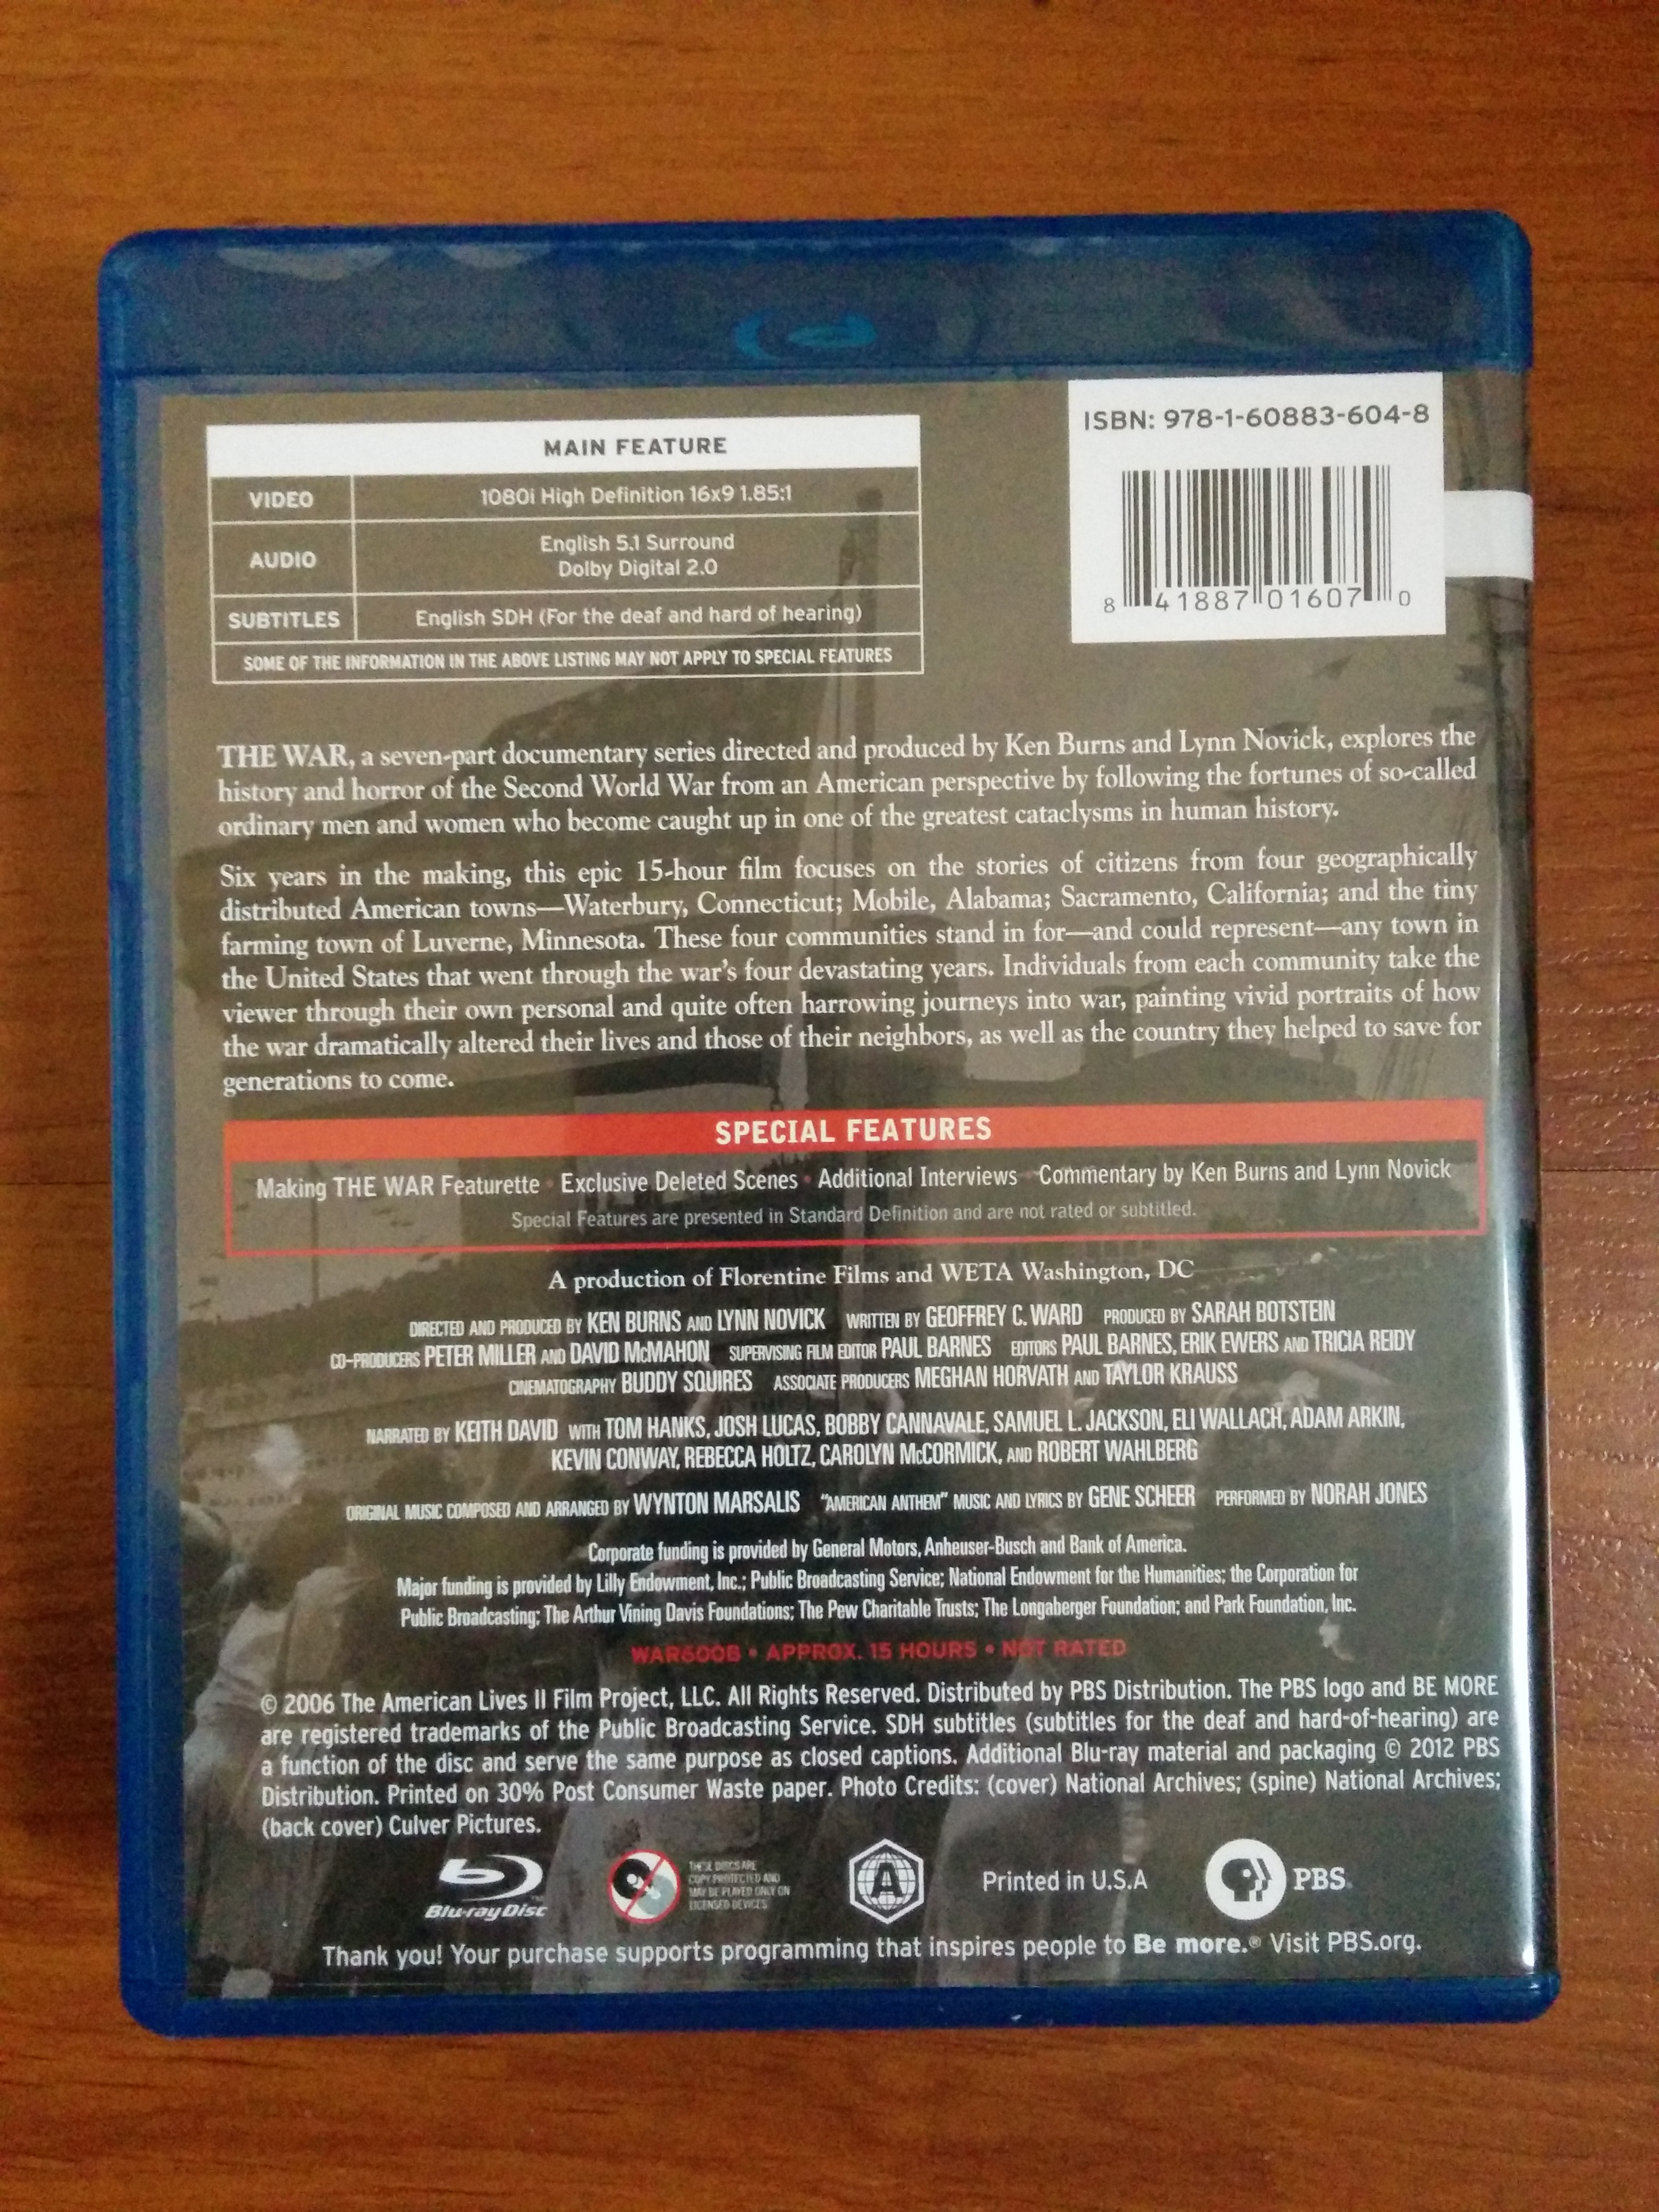 ISBN: 978-1-60883-604-8
8 41887 01607 0
MAIN FEATURE
VIDEO 1080i High Definition 16x9 1.85:1
AUDIO English 5.1 Surround
Dolby Digital 2.0
SUBTITLES English SDH (For the deaf and hard of hearing)
SOME OF THE INFORMATION IN THE ABOVE LISTING MAY NOT APPLY TO SPECIAL FEATURES
THE WAR, a seven-part documentary series directed and produced by Ken Burns and Lynn Novick, explores the
history and horror of the Second World War from an American perspective by following the fortunes of so-called
ordinary men and women who become caught up in one of the greatest cataclysms in human history.
Six years in the making, this epic 15-hour film focuses on the stories of citizens from four geographically
distributed American towns—Waterbury, Connecticut; Mobile, Alabama; Sacramento, California; and the tiny
farming town of Luverne, Minnesota. These four communities stand in for—and could represent—any town in
the United States that went through the war's four devastating years. Individuals from each community take the
viewer through their own personal and quite often harrowing journeys into war, painting vivid portraits of how
the war dramatically altered their lives and those of their neighbors, as well as the country they helped to save for
generations to come.
SPECIAL FEATURES
Making THE WAR Featurette • Exclusive Deleted Scenes • Additional Interviews • Commentary by Ken Burns and Lynn Novick
Special Features are presented in Standard Definition and are not rated or subtitled.
A production of Florentine Films and WETA Washington, DC
DIRECTED AND PRODUCED BY KEN BURNS AND LYNN NOVICK WRITTEN BY GEOFFREY C. WARD PRODUCED BY SARAH BOTSTEIN
CO-PRODUCERS PETER MILLER AND DAVID McMAHON SUPERVISING FILM EDITOR PAUL BARNES EDITORS PAUL BARNES, ERIK EWERS AND TRICIA REIDY
CINEMATOGRAPHY BUDDY SQUIRES ASSOCIATE PRODUCERS MEGHAN HORVATH AND TAYLOR KRAUSS
NARRATED BY KEITH DAVID WITH TOM HANKS, JOSH LUCAS, BOBBY CANNAVALE, SAMUEL L. JACKSON, ELI WALLACH, ADAM ARKIN,
KEVIN CONWAY, REBECCA HOLTZ, CAROLYN McCORMICK, AND ROBERT WAHLBERG
ORIGINAL MUSIC COMPOSED AND ARRANGED BY WYNTON MARSALIS "AMERICAN ANTHEM" MUSIC AND LYRICS BY GENE SCHEER PERFORMED BY NORAH JONES
Corporate funding is provided by General Motors, Anheuser-Busch and Bank of America.
Major funding is provided by Lilly Endowment, Inc.; Public Broadcasting Service; National Endowment for the Humanities; the Corporation for
Public Broadcasting; The Arthur Vining Davis Foundations; The Pew Charitable Trusts; The Longaberger Foundation; and Park Foundation, Inc.
WAR600B • APPROX. 15 HOURS • NOT RATED
© 2006 The American Lives II Film Project, LLC. All Rights Reserved. Distributed by PBS Distribution. The PBS logo and BE MORE
are registered trademarks of the Public Broadcasting Service. SDH subtitles (subtitles for the deaf and hard-of-hearing) are
a function of the disc and serve the same purpose as closed captions. Additional Blu-ray material and packaging © 2012 PBS
Distribution. Printed on 30% Post Consumer Waste paper. Photo Credits: (cover) National Archives; (spine) National Archives;
(back cover) Culver Pictures.
Blu-ray Disc™
THESE DISCS ARE
COPY PROTECTED AND
MAY BE PLAYED ONLY ON
LICENSED DEVICES
A
Printed in U.S.A
PBS
Thank you! Your purchase supports programming that inspires people to Be more.® Visit PBS.org.